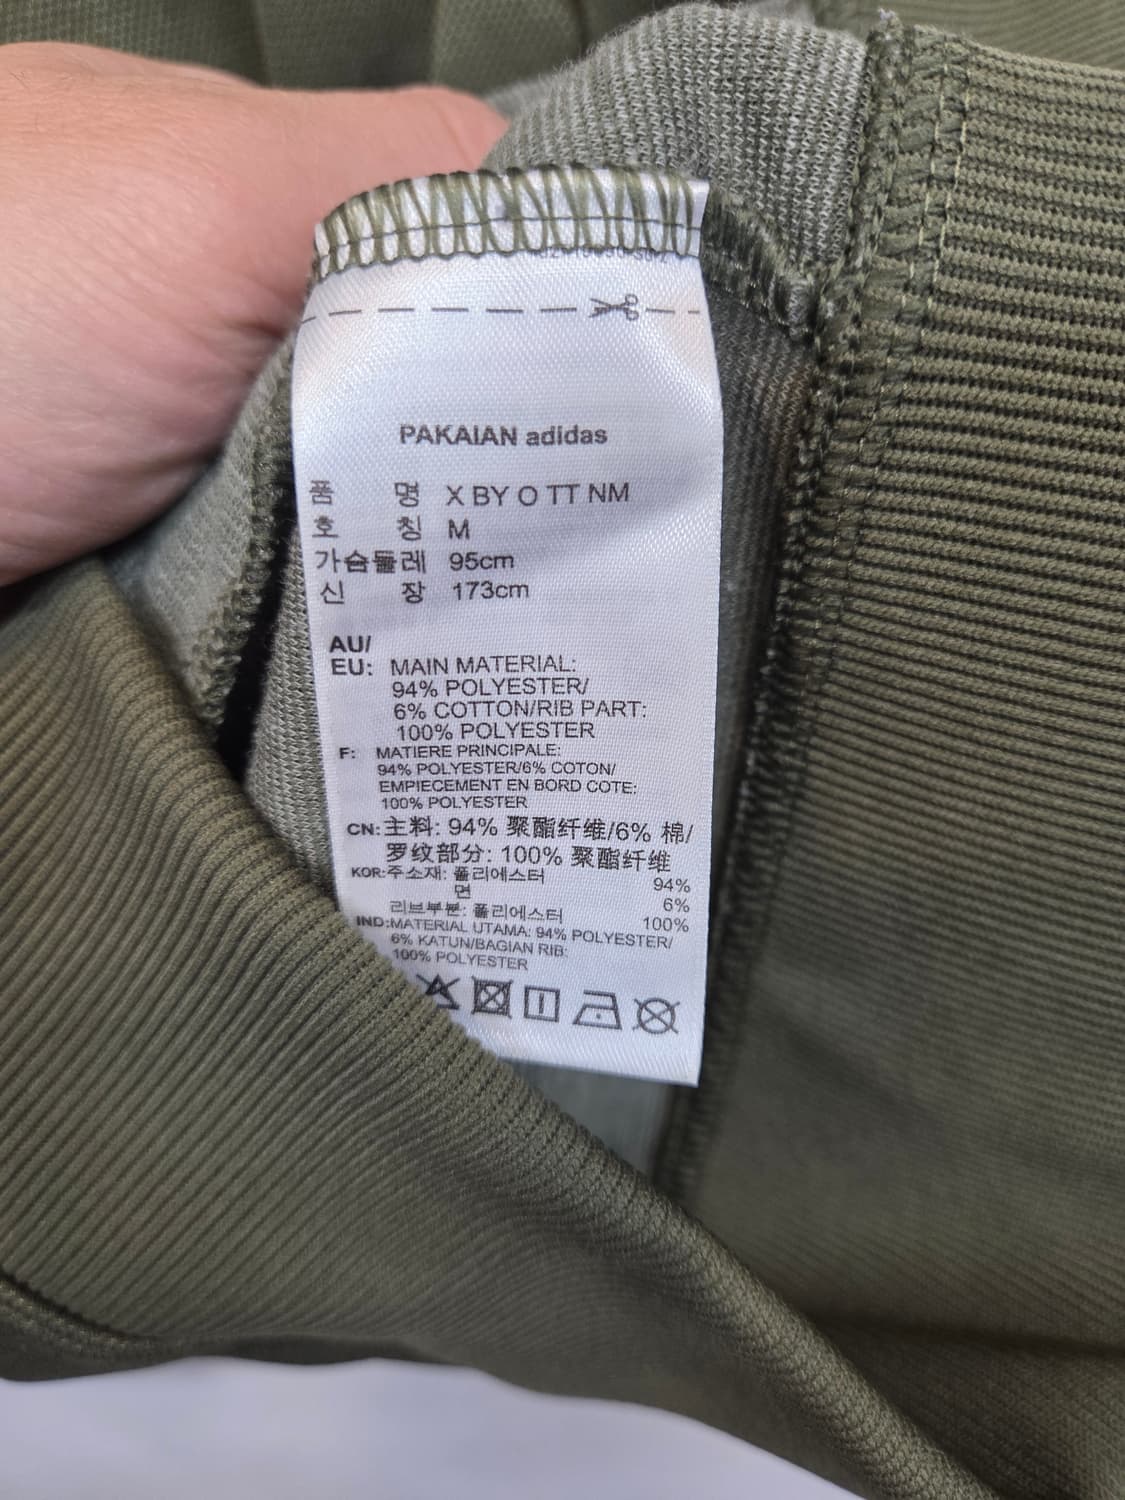 PAKAIAN adidas
품 명 X BY O TT NM
호 칭 M
가슴둘레 95cm
신 장 173cm
AU/
EU: MAIN MATERIAL:
94% POLYESTER/
6% COTTON/RIB PART:
100% POLYESTER
F: MATIERE PRINCIPALE:
94% POLYESTER/6% COTON/
EMPIECEMENT EN BORD COTE:
100% POLYESTER
CN: 主料: 94% 聚酯纤维/6% 棉/
罗纹部分: 100% 聚酯纤维
KOR: 주소재: 폴리에스터 94%
면 6%
리브부분: 폴리에스터 100%
IND: MATERIAL UTAMA: 94% POLYESTER/
6% KATUN/BAGIAN RIB:
100% POLYESTER